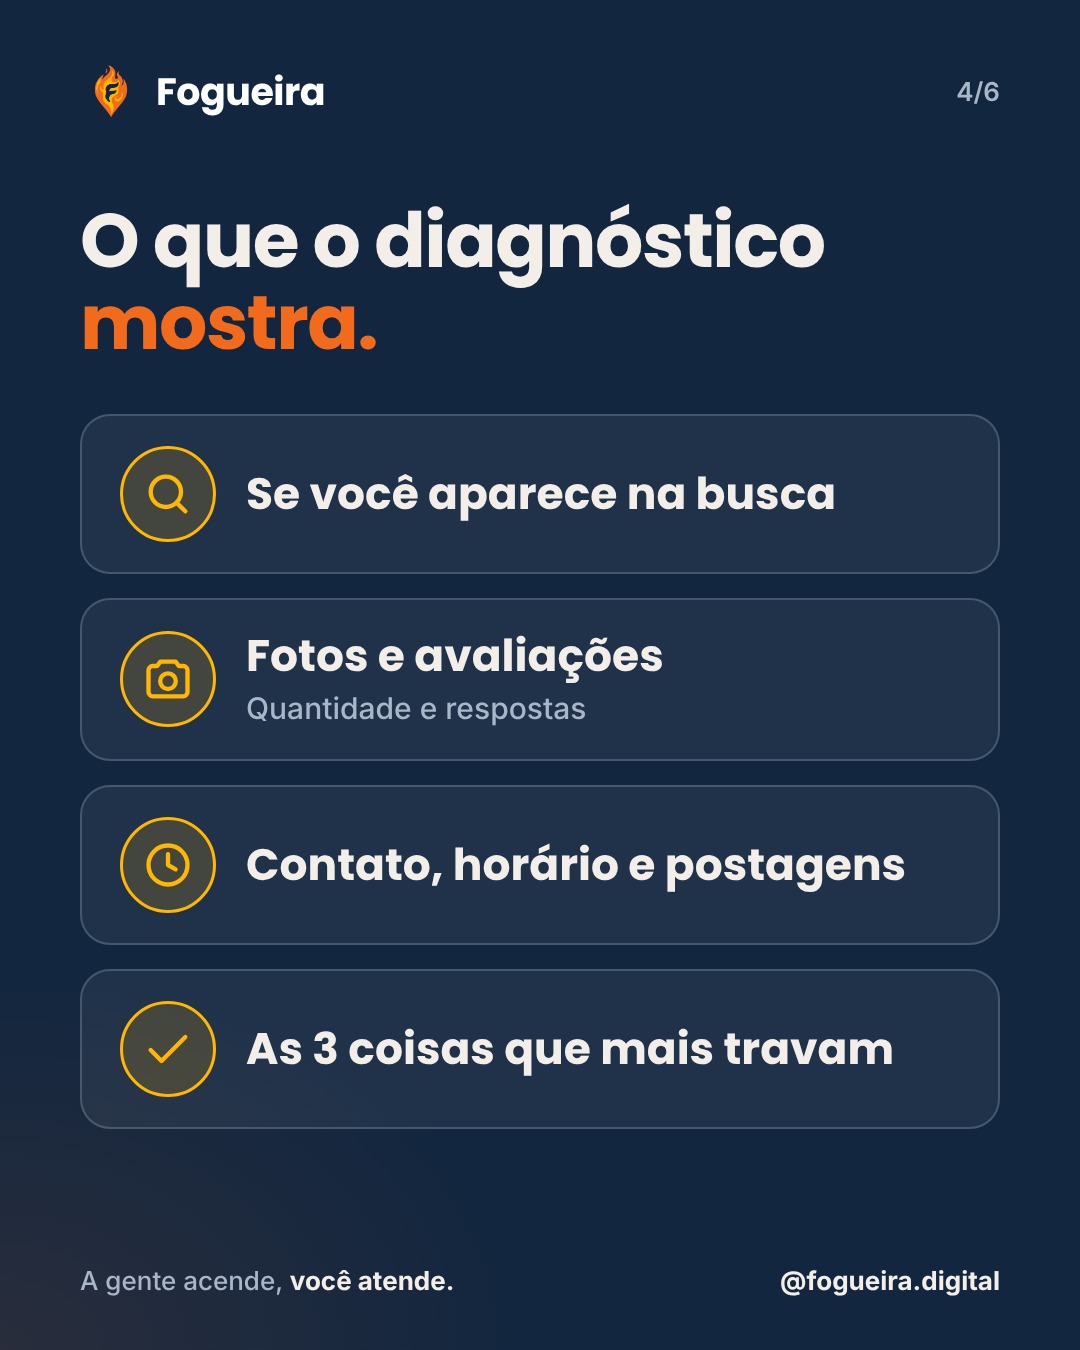 Fogueira
4/6
O que o diagnóstico
mostra.
Se você aparece na busca
Fotos e avaliações
Quantidade e respostas
Contato, horário e postagens
As 3 coisas que mais travam
A gente acende, você atende.
@fogueira.digital